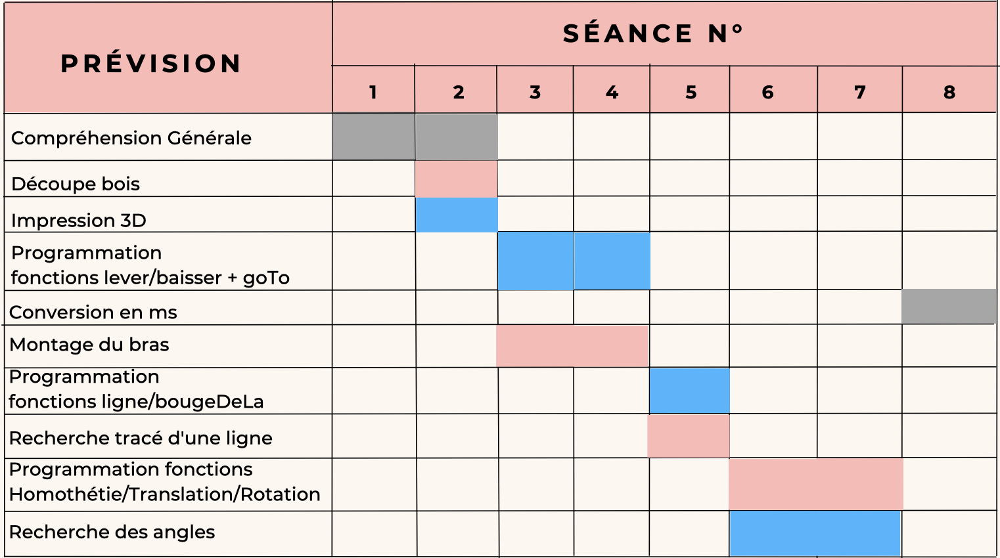 PRÉVISION
SÉANCE N°
1 2 3 4 5 6 7 8
Compréhension Générale
Découpe bois
Impression 3D
Programmation
fonctions lever/baisser + goTo
Conversion en ms
Montage du bras
Programmation
fonctions ligne/bougeDeLa
Recherche tracé d'une ligne
Programmation fonctions
Homothétie/Translation/Rotation
Recherche des angles